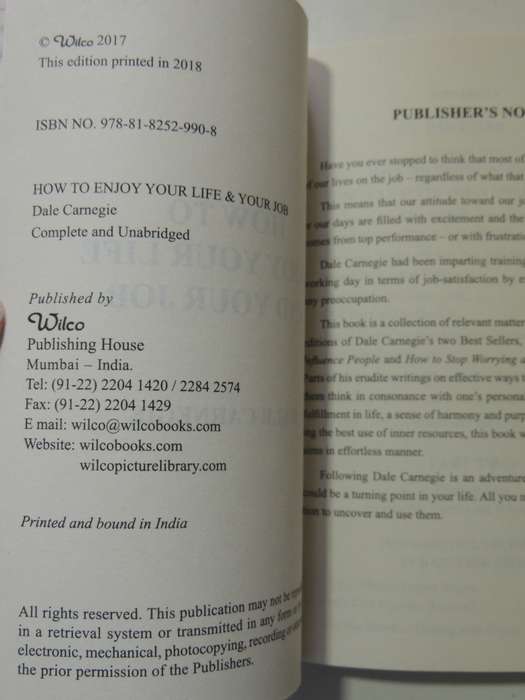 © Wilco 2017
This edition printed in 2018
ISBN NO. 978-81-8252-990-8
HOW TO ENJOY YOUR LIFE & YOUR JOB
Dale Carnegie
Complete and Unabridged
Published by
Wilco
Publishing House
Mumbai – India.
Tel: (91-22) 2204 1420 / 2284 2574
Fax: (91-22) 2204 1429
E mail: wilco@wilcobooks.com
Website: wilcobooks.com
wilcopicturelibrary.com
Printed and bound in India
All rights reserved. This publication may not be
in a retrieval system or transmitted in any form or
electronic, mechanical, photocopying, recording or
the prior permission of the Publishers.
PUBLISHER'S NO
Have you ever stopped to think that most of
of our lives on the job – regardless of what that
This means that our attitude toward our jo
our days are filled with excitement and the
comes from top performance – or with frustratio
Dale Carnegie had been imparting training
working day in terms of job-satisfaction by
any preoccupation.
This book is a collection of relevant matter
editions of Dale Carnegie's two Best Sellers,
Influence People and How to Stop Worrying
Parts of his erudite writings on effective ways
them think in consonance with one's persona
fulfillment in life, a sense of harmony and purp
ing the best of inner resources, this book w
in effortless manner.
Following Dale Carnegie is an adventure
could be a turning point in your life. All you
to uncover and use them.